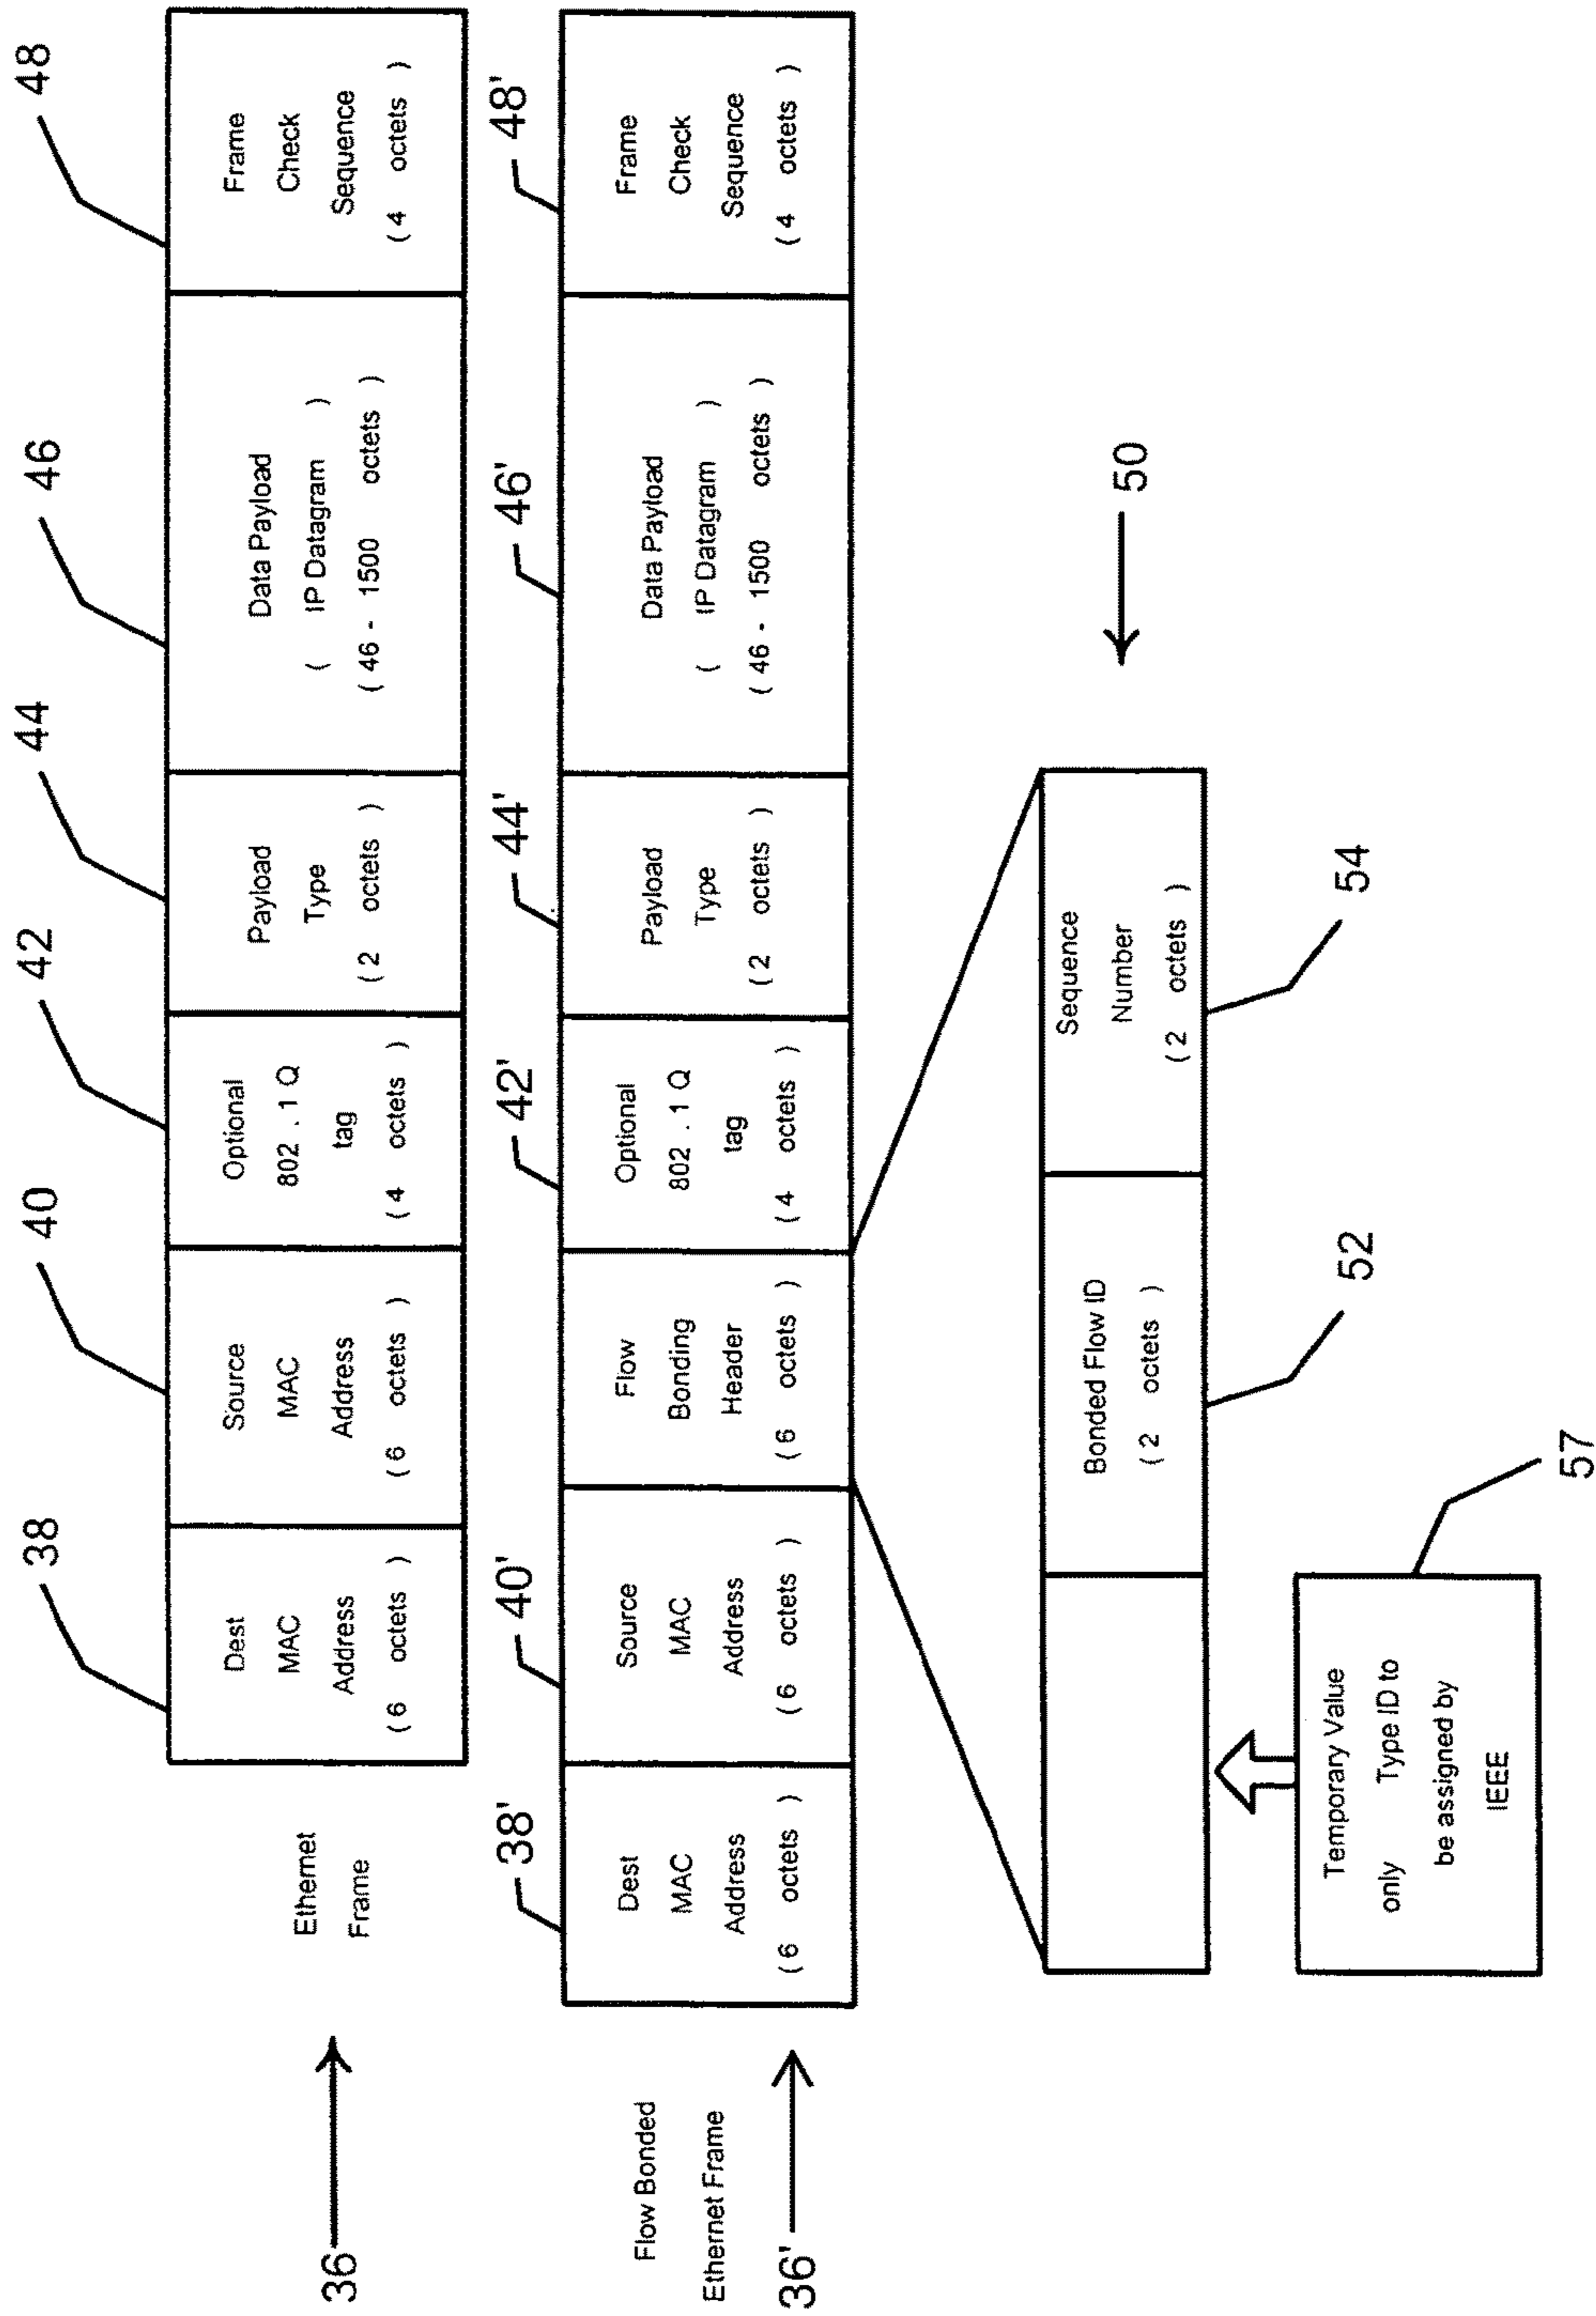 38
40
42
44
46
48
36
Ethernet
Frame
Dest
MAC
Address
( 6 octets )
Source
MAC
Address
( 6 octets )
Optional
802 . 1 Q
tag
( 4 octets )
Payload
Type
( 2 octets )
Data Payload
( IP Datagram )
( 46 - 1500 octets )
Frame
Check
Sequence
( 4 octets )
38'
40'
42'
44'
46'
48'
Flow Bonded
Ethernet Frame
36'
Dest
MAC
Address
( 6 octets )
Source
MAC
Address
( 6 octets )
Flow
Bonding
Header
( 6 octets )
Optional
802 . 1 Q
tag
( 4 octets )
Payload
Type
( 2 octets )
Data Payload
( IP Datagram )
( 46 - 1500 octets )
Frame
Check
Sequence
( 4 octets )
Bonded Flow ID
( 2 octets )
Sequence
Number
( 2 octets )
50
52
54
Temporary Value
only Type ID to
be assigned by
IEEE
57